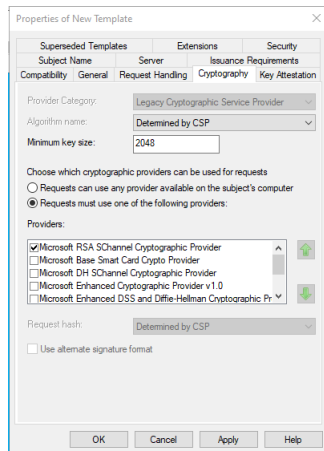 Properties of New Template
Superseded Templates Extensions Security
Subject Name Server Issuance Requirements
Compatibility General Request Handling Cryptography Key Attestation
Provider Category: Legacy Cryptographic Service Provider
Algorithm name: Determined by CSP
Minimum key size: 2048
Choose which cryptographic providers can be used for requests
Requests can use any provider available on the subject's computer
Requests must use one of the following providers:
Providers:
Microsoft RSA SChannel Cryptographic Provider
Microsoft Base Smart Card Crypto Provider
Microsoft DH SChannel Cryptographic Provider
Microsoft Enhanced Cryptographic Provider v1.0
Microsoft Enhanced DSS and Diffie-Hellman Cryptographic Pr
Request hash: Determined by CSP
Use alternate signature format
OK Cancel Apply Help